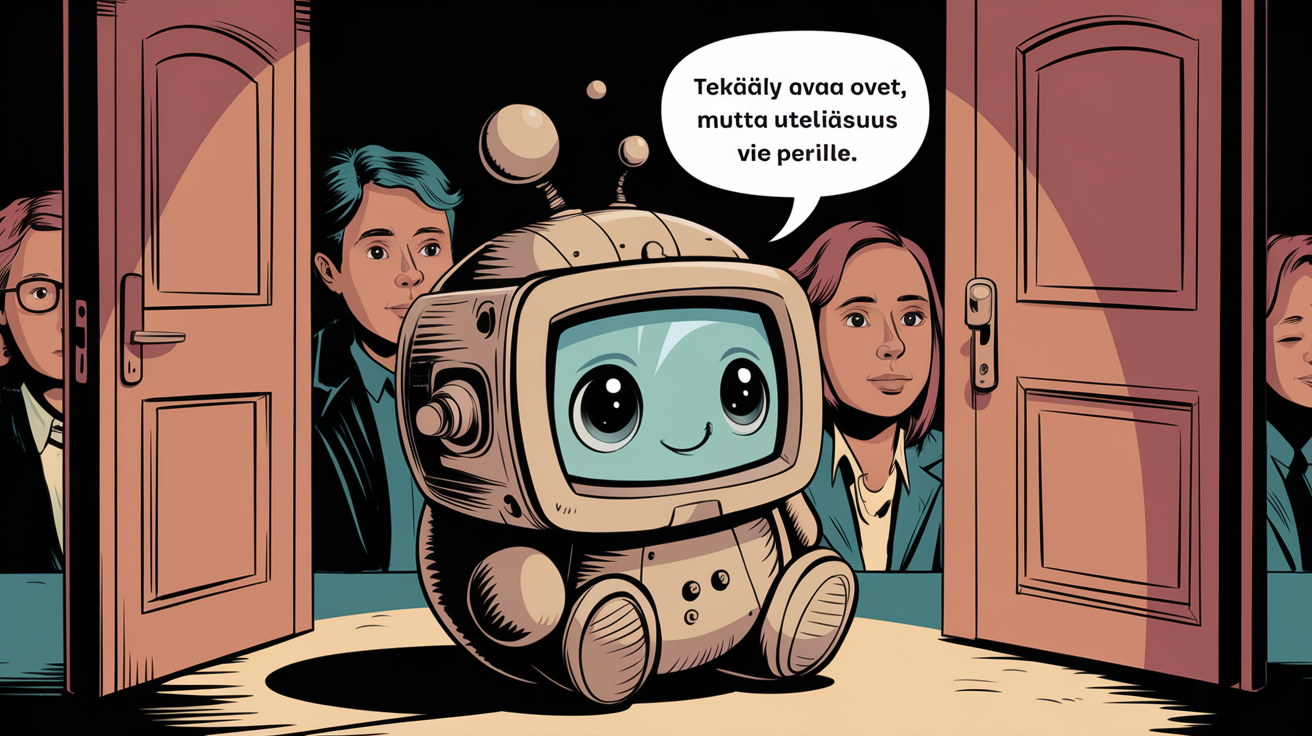 Tekääly avaa ovet,
mutta uteliäsuus
vie perille.